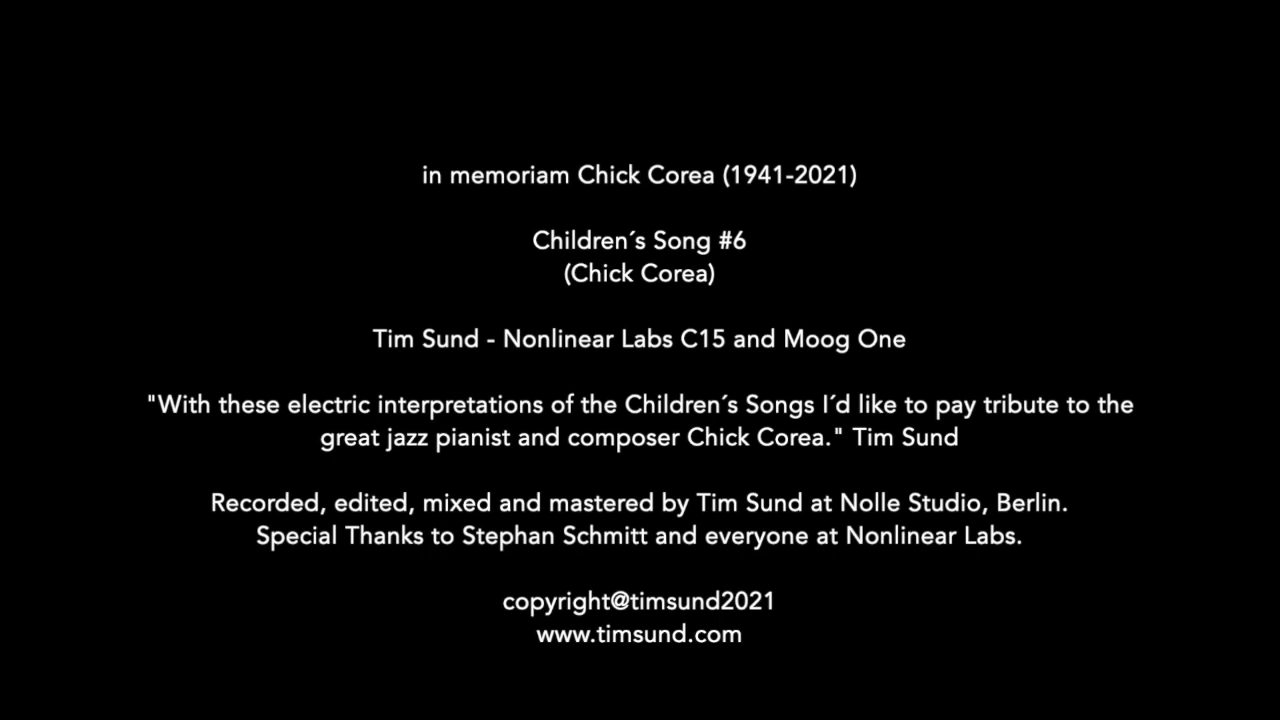 in memoriam Chick Corea (1941-2021)
Children´s Song #6
(Chick Corea)
Tim Sund - Nonlinear Labs C15 and Moog One
"With these electric interpretations of the Children´s Songs I´d like to pay tribute to the
great jazz pianist and composer Chick Corea." Tim Sund
Recorded, edited, mixed and mastered by Tim Sund at Nolle Studio, Berlin.
Special Thanks to Stephan Schmitt and everyone at Nonlinear Labs.
copyright@timsund2021
www.timsund.com